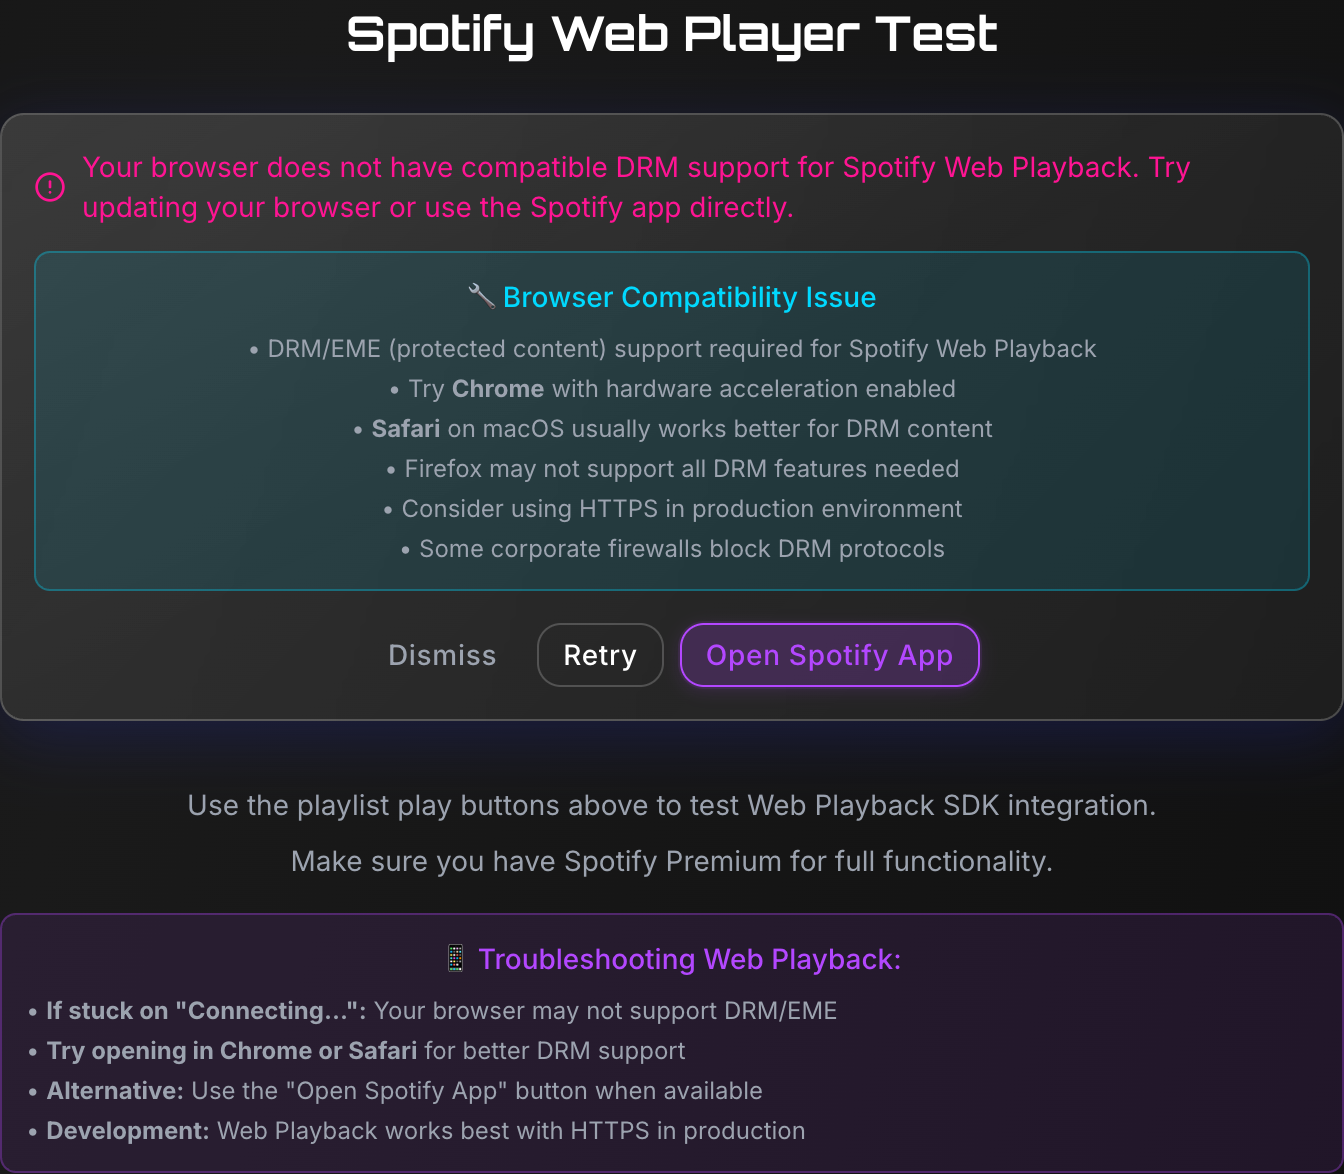 Spotify Web Player Test
Your browser does not have compatible DRM support for Spotify Web Playback. Try
updating your browser or use the Spotify app directly.
🔧 Browser Compatibility Issue
• DRM/EME (protected content) support required for Spotify Web Playback
• Try Chrome with hardware acceleration enabled
• Safari on macOS usually works better for DRM content
• Firefox may not support all DRM features needed
• Consider using HTTPS in production environment
• Some corporate firewalls block DRM protocols
Dismiss Retry Open Spotify App
Use the playlist play buttons above to test Web Playback SDK integration.
Make sure you have Spotify Premium for full functionality.
📱 Troubleshooting Web Playback:
• If stuck on "Connecting...": Your browser may not support DRM/EME
• Try opening in Chrome or Safari for better DRM support
• Alternative: Use the "Open Spotify App" button when available
• Development: Web Playback works best with HTTPS in production